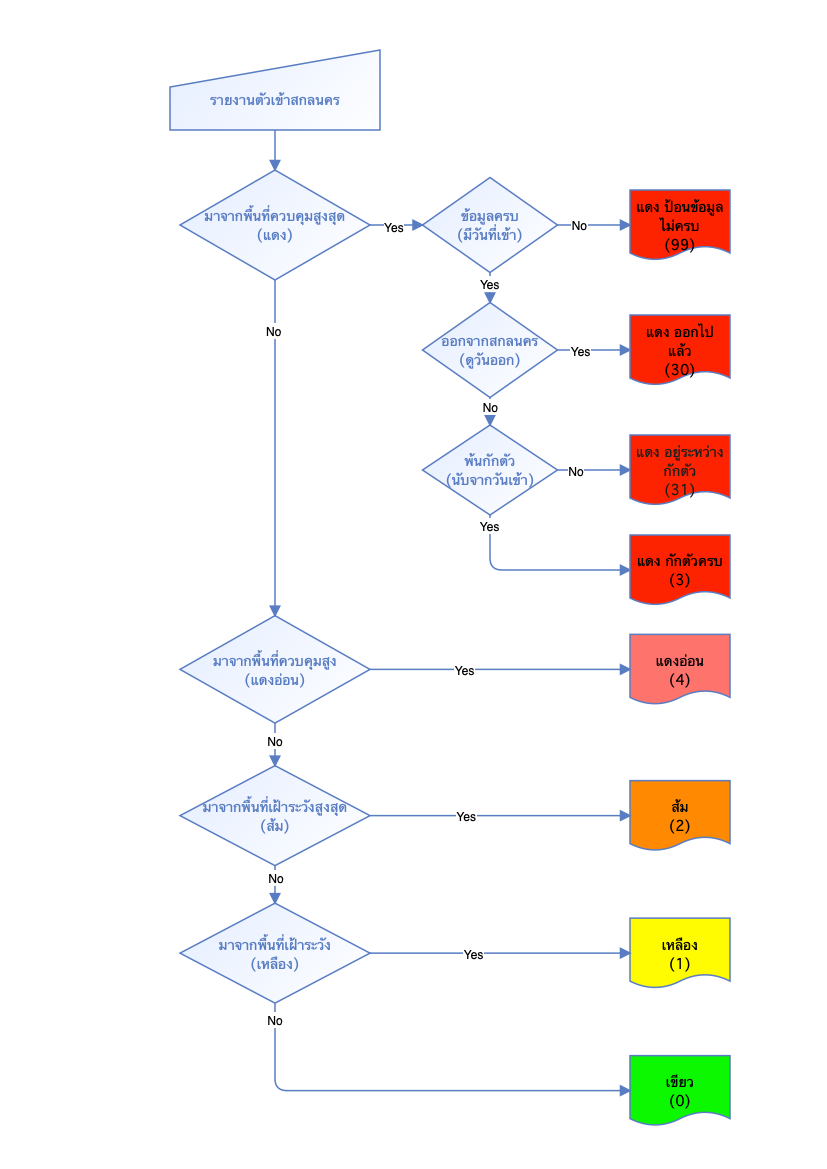 รายงานตัวเข้าสกลนคร
มาจากพื้นที่ควบคุมสูงสุด
(แดง)
Yes
ข้อมูลครบ
(มีวันที่เข้า)
No
แดง ป้อนข้อมูล
ไม่ครบ
(99)
Yes
No
ออกจากสกลนคร
(ดูวันออก)
Yes
แดง ออกไป
แล้ว
(30)
No
พ้นกักตัว
(นับจากวันเข้า)
No
แดง อยู่ระหว่าง
กักตัว
(31)
Yes
แดง กักตัวครบ
(3)
มาจากพื้นที่ควบคุมสูง
(แดงอ่อน)
Yes
แดงอ่อน
(4)
No
มาจากพื้นที่เฝ้าระวังสูงสุด
(ส้ม)
Yes
ส้ม
(2)
No
มาจากพื้นที่เฝ้าระวัง
(เหลือง)
Yes
เหลือง
(1)
No
เขียว
(0)